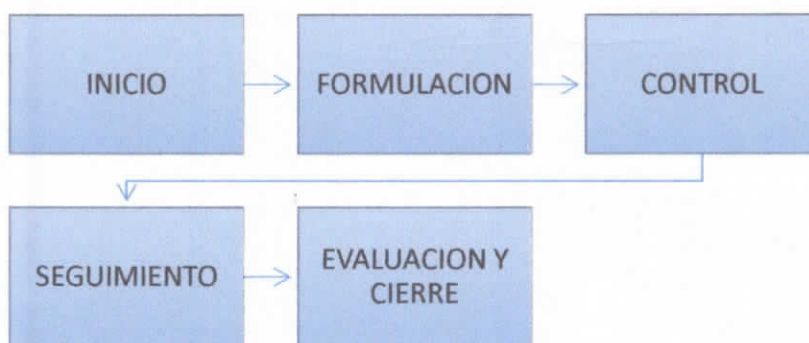 INICIO
FORMULACION
CONTROL
SEGUIMIENTO
EVALUACION Y
CIERRE